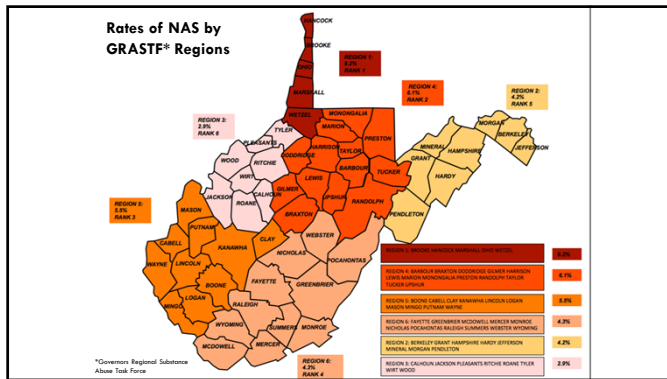 Rates of NAS by
GRASTF* Regions
HANCOCK
BROOKE
OHIO
MARSHALL
WETZEL
REGION 1:
RANK 1
REGION 4:
6.1%
RANK 2
REGION 2:
4.2%
RANK 5
REGION 3:
2.9%
RANK 6
MONONGALIA
MARION
PRESTON
MORGAN
BERKELEY
JEFFERSON
MINERAL
HAMPSHIRE
GRANT
HARDY
TYLER
PLEASANTS
WOOD
RITCHIE
WIRT
DODDRIDGE
HARRISON
TAYLOR
BARBOUR
TUCKER
LEWIS
GILMER
UPSHUR
RANDOLPH
PENDLETON
JACKSON
CALHOUN
ROANE
BRAXTON
REGION 5:
5.5%
RANK 3
MASON
PUTNAM
CABELL
KANAWHA
CLAY
WEBSTER
NICHOLAS
POCAHONTAS
WAYNE
LINCOLN
BOONE
LOGAN
MINGO
FAYETTE
GREENBRIER
RALEIGH
WYOMING
SUMMERS
MONROE
MERCER
MCDOWELL
REGION 6:
4.3%
RANK 4
REGION 1: BROOKE HANCOCK MARSHALL OHIO WETZEL
REGION 4: BARBOUR BRAXTON DODDRIDGE GILMER HARRISON
LEWIS MARION MONONGALIA PRESTON RANDOLPH TAYLOR
TUCKER UPSHUR
6.1%
REGION 5: BOONE CABELL CLAY KANAWHA LINCOLN LOGAN
MASON MINGO PUTNAM WAYNE
5.5%
REGION 6: FAYETTE GREENBRIER MCDOWELL MERCER MONROE
NICHOLAS POCAHONTAS RALEIGH SUMMERS WEBSTER WYOMING
4.3%
REGION 2: BERKELEY GRANT HAMPSHIRE HARDY JEFFERSON
MINERAL MORGAN PENDLETON
4.2%
REGION 3: CALHOUN JACKSON PLEASANTS RITCHIE ROANE TYLER
WIRT WOOD
2.9%
*Governors Regional Substance
Abuse Task Force